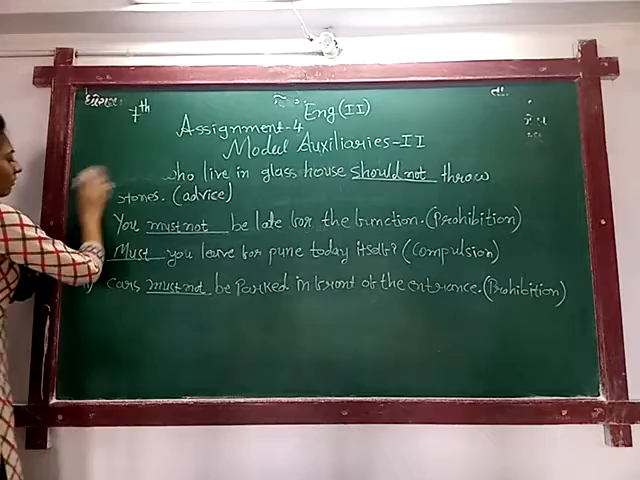 ધોરણ:
7th
તા.
Eng(II)
Assignment-4
Modul Auxiliaries-II
who live in glass house should not throw
stones. (advice)
You must not be late for the function. (Prohibition)
Must you leave for pune today itself? (Compulsion)
Cars must not be Parked in front of the entrance. (Prohibition)